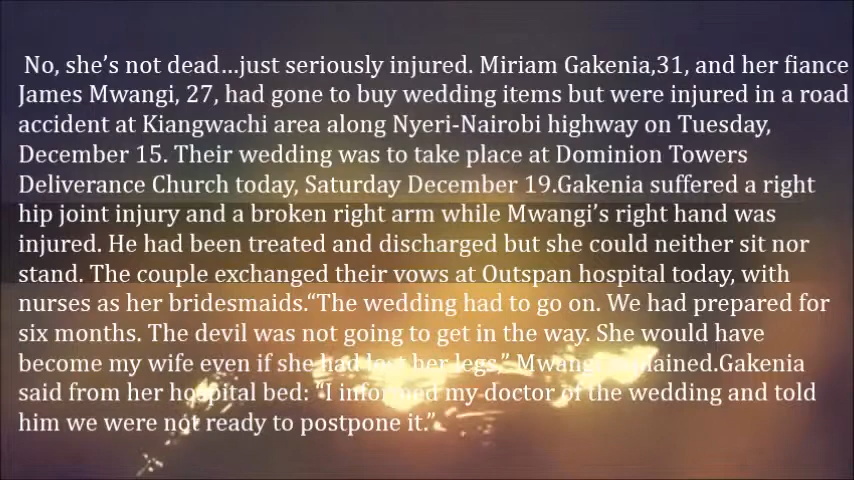 No, she's not dead…just seriously injured. Miriam Gakenia,31, and her fiance
James Mwangi, 27, had gone to buy wedding items but were injured in a road
accident at Kiangwachi area along Nyeri-Nairobi highway on Tuesday,
December 15. Their wedding was to take place at Dominion Towers
Deliverance Church today, Saturday December 19.Gakenia suffered a right
hip joint injury and a broken right arm while Mwangi's right hand was
injured. He had been treated and discharged but she could neither sit nor
stand. The couple exchanged their vows at Outspan hospital today, with
nurses as her bridesmaids.“The wedding had to go on. We had prepared for
six months. The devil was not going to get in the way. She would have
become my wife even if she had lost her legs,” Mwangi explained.Gakenia
said from her hospital bed: “I informed my doctor of the wedding and told
him we were not ready to postpone it.”